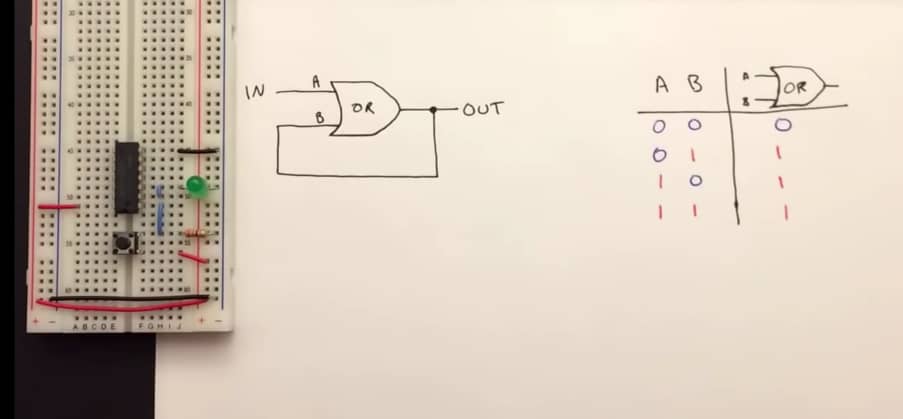 IN
A
B
OR
OUT
A B
A
B
OR
0 0 0
0 1 1
1 0 1
1 1 1
+ - A B C D E F G H I J + -